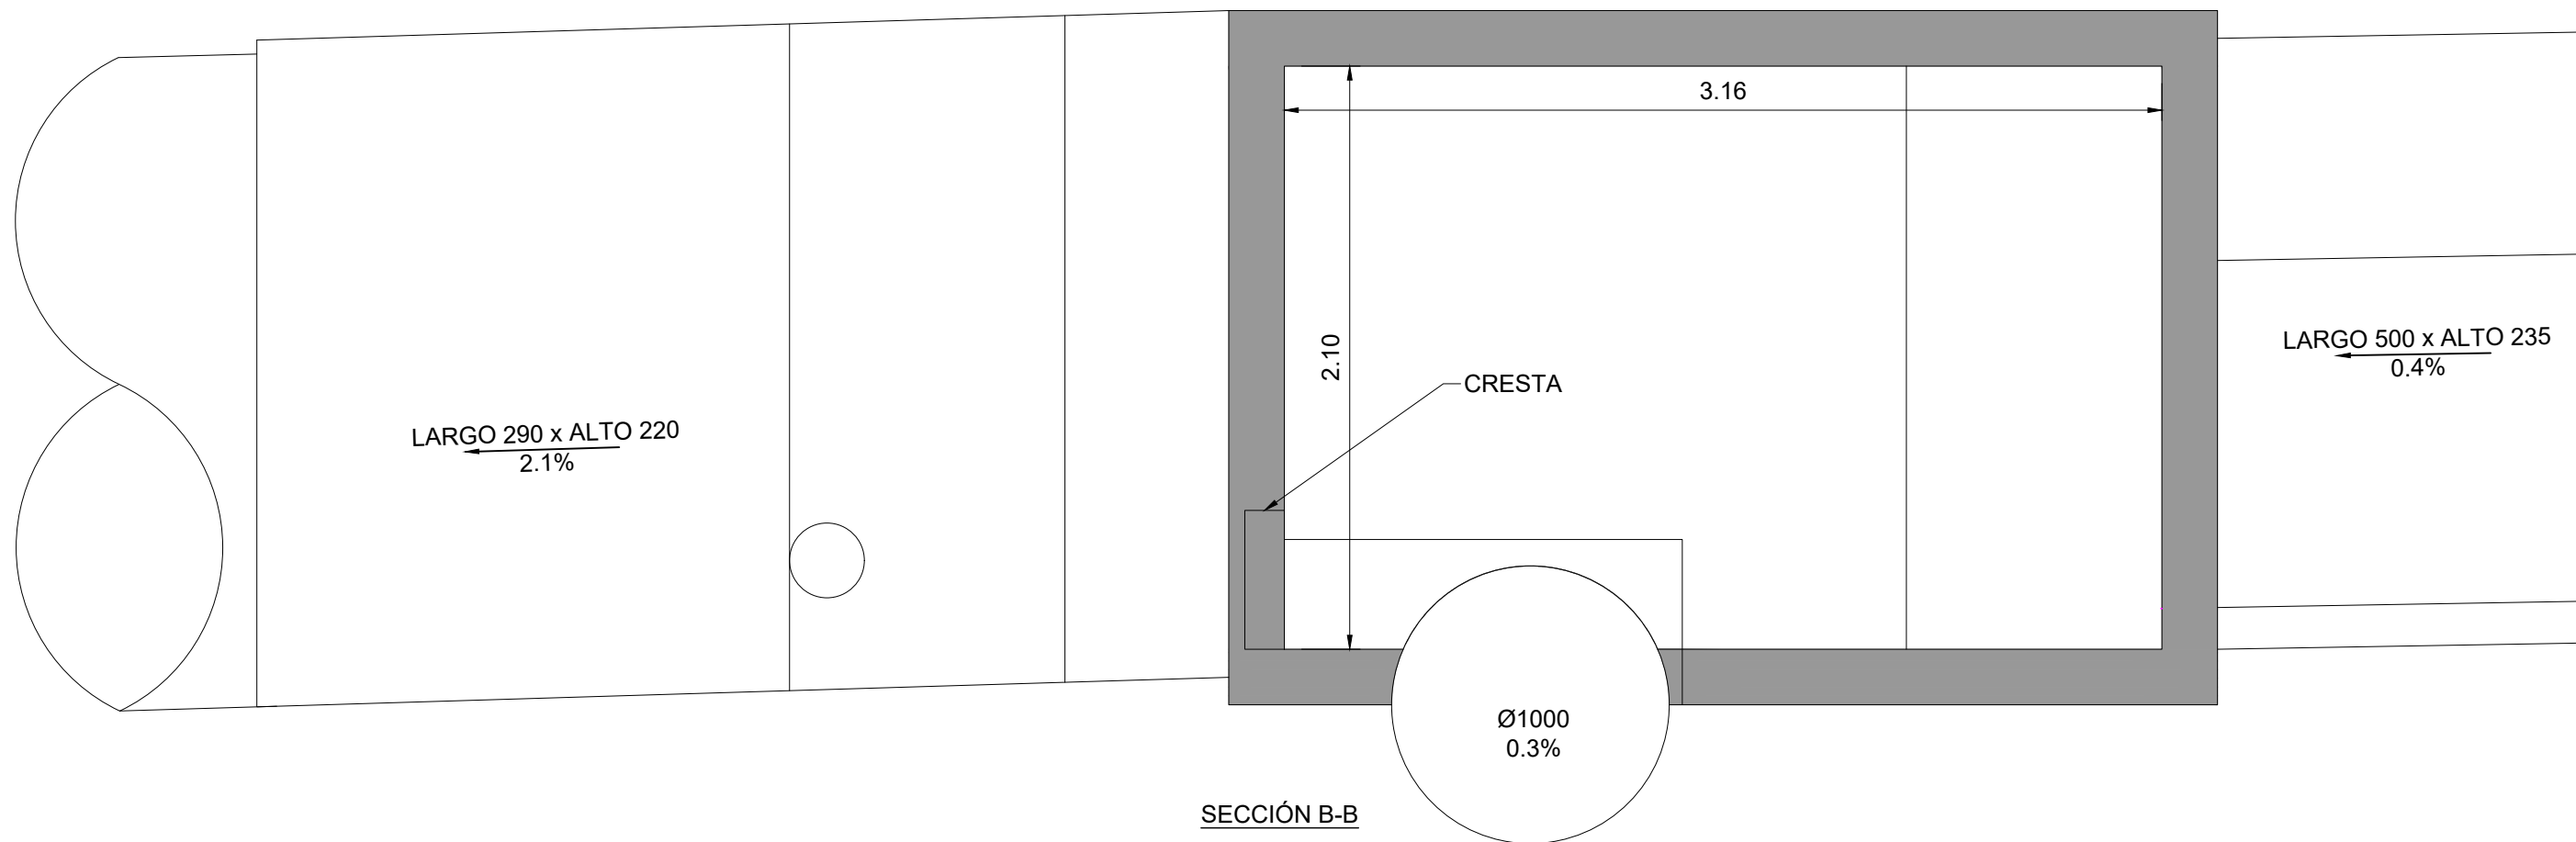 3.16
2.10
CRESTA
LARGO 290 x ALTO 220
2.1%
LARGO 500 x ALTO 235
0.4%
Ø1000
0.3%
SECCIÓN B-B